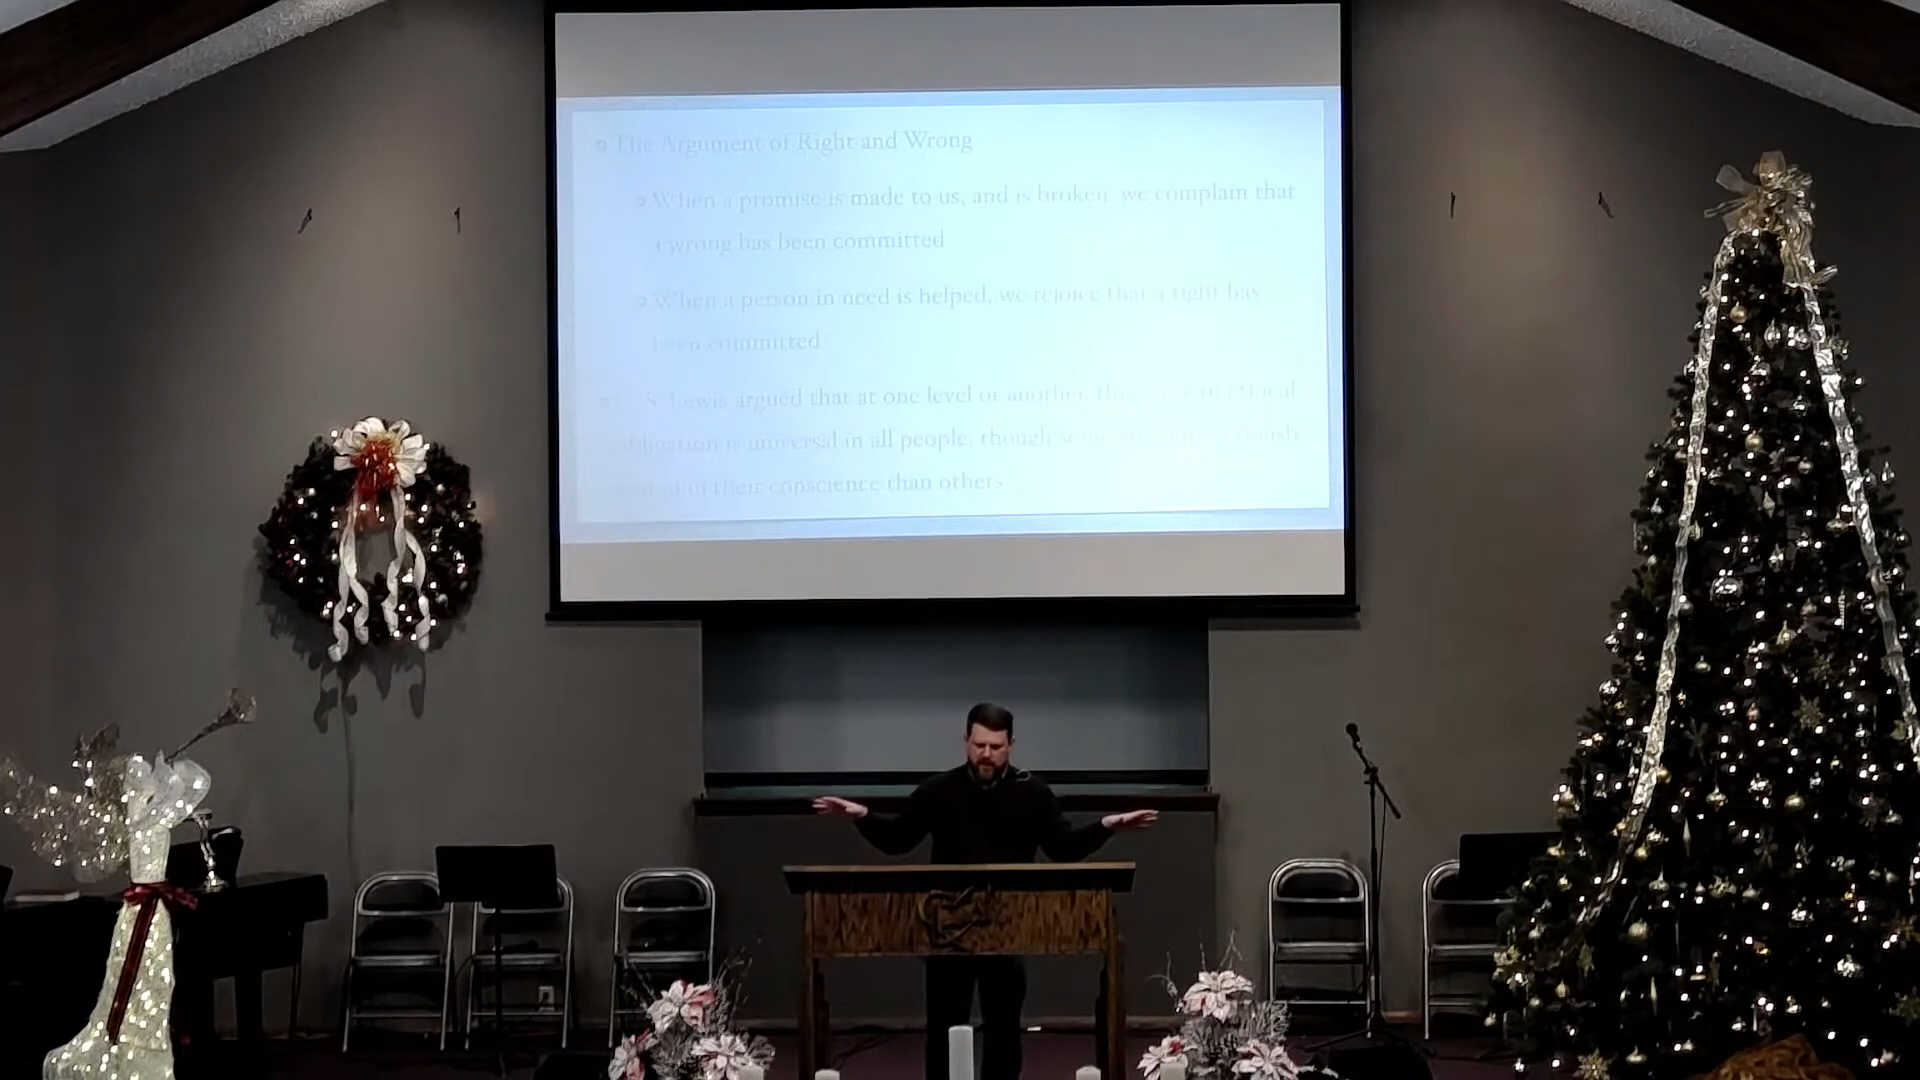 The Argument of Right and Wrong
When a promise is made to us, and is broken, we complain that
a wrong has been committed
When a person in need is helped, we rejoice that a right has
been committed
C. S. Lewis argued that at one level or another,
obligation is universal in all people, though
in their conscience than others